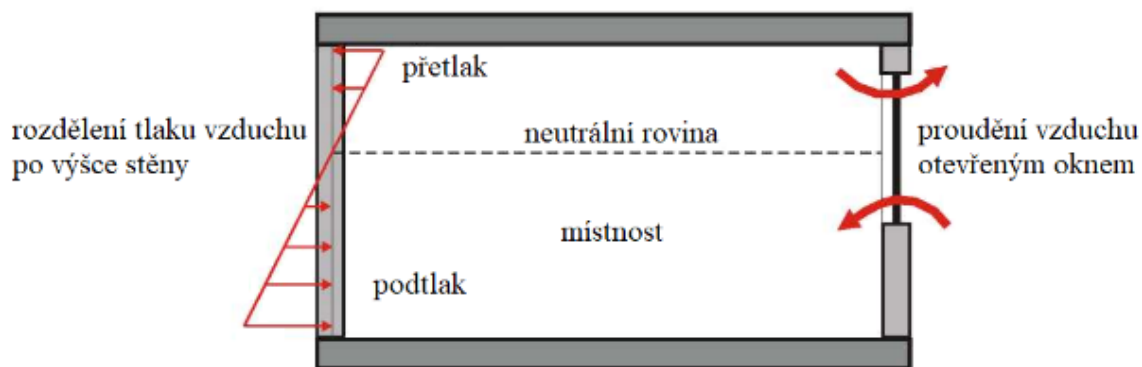 přetlak
rozdělení tlaku vzduchu
po výšce stěny
neutrální rovina
proudění vzduchu
otevřeným oknem
místnost
podtlak